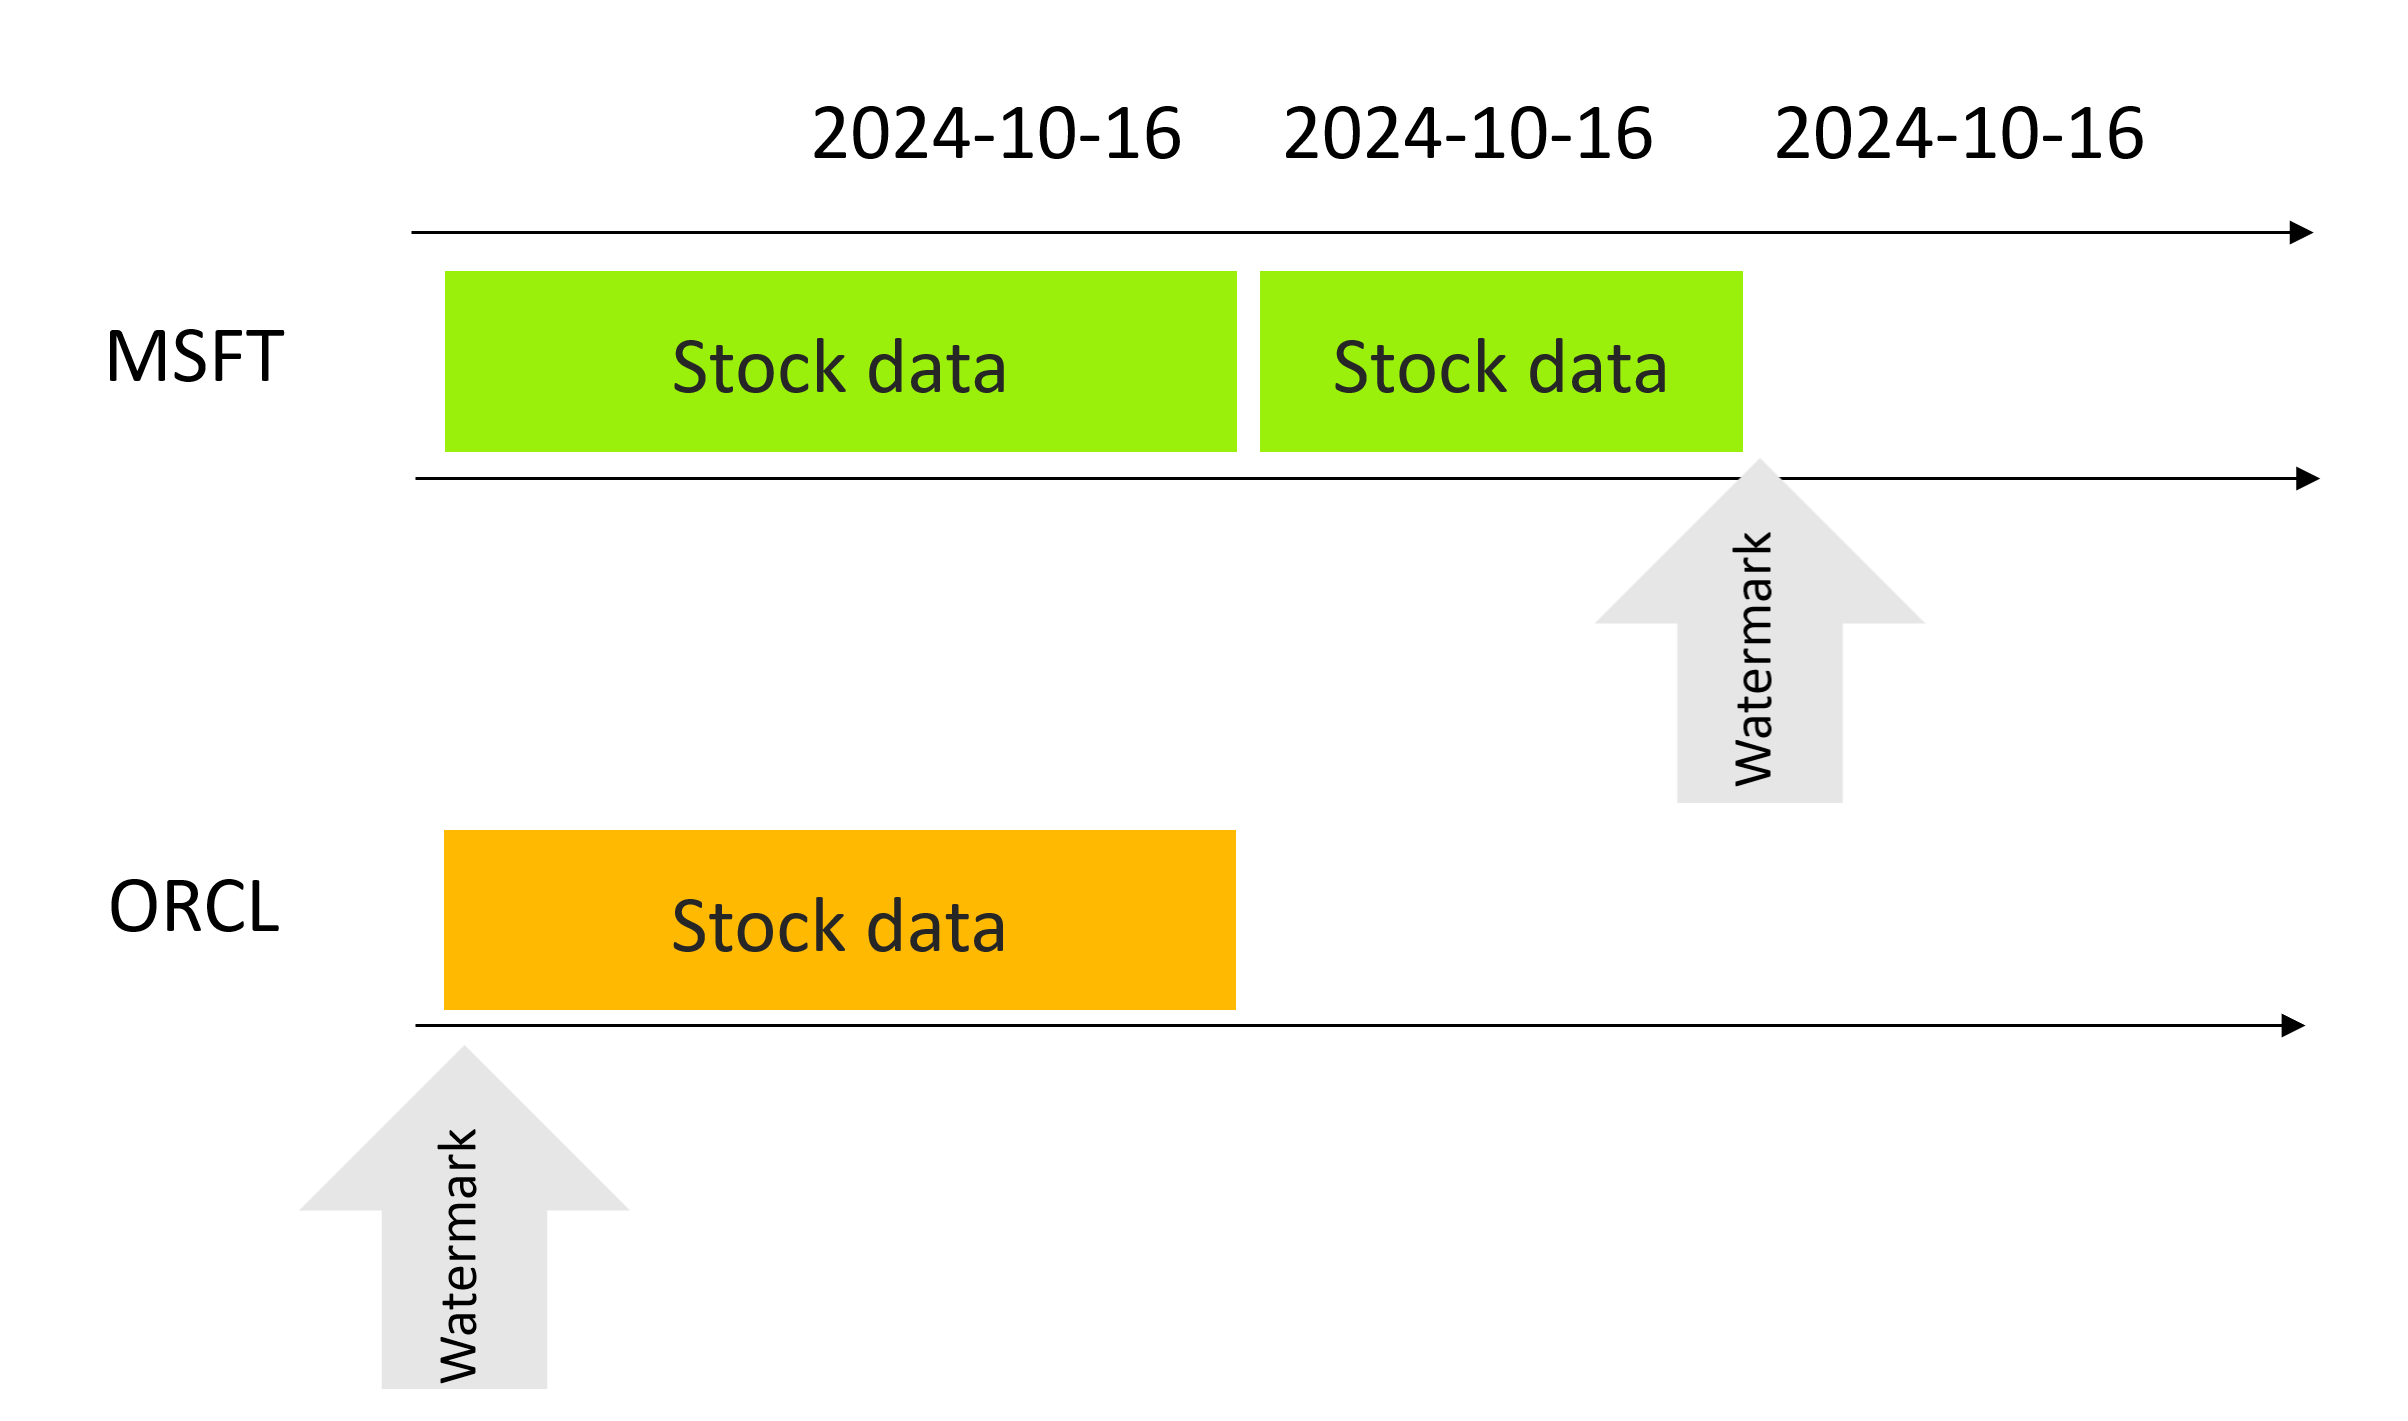 2024-10-16 2024-10-16 2024-10-16
MSFT
Stock data Stock data
Watermark
ORCL
Stock data
Watermark